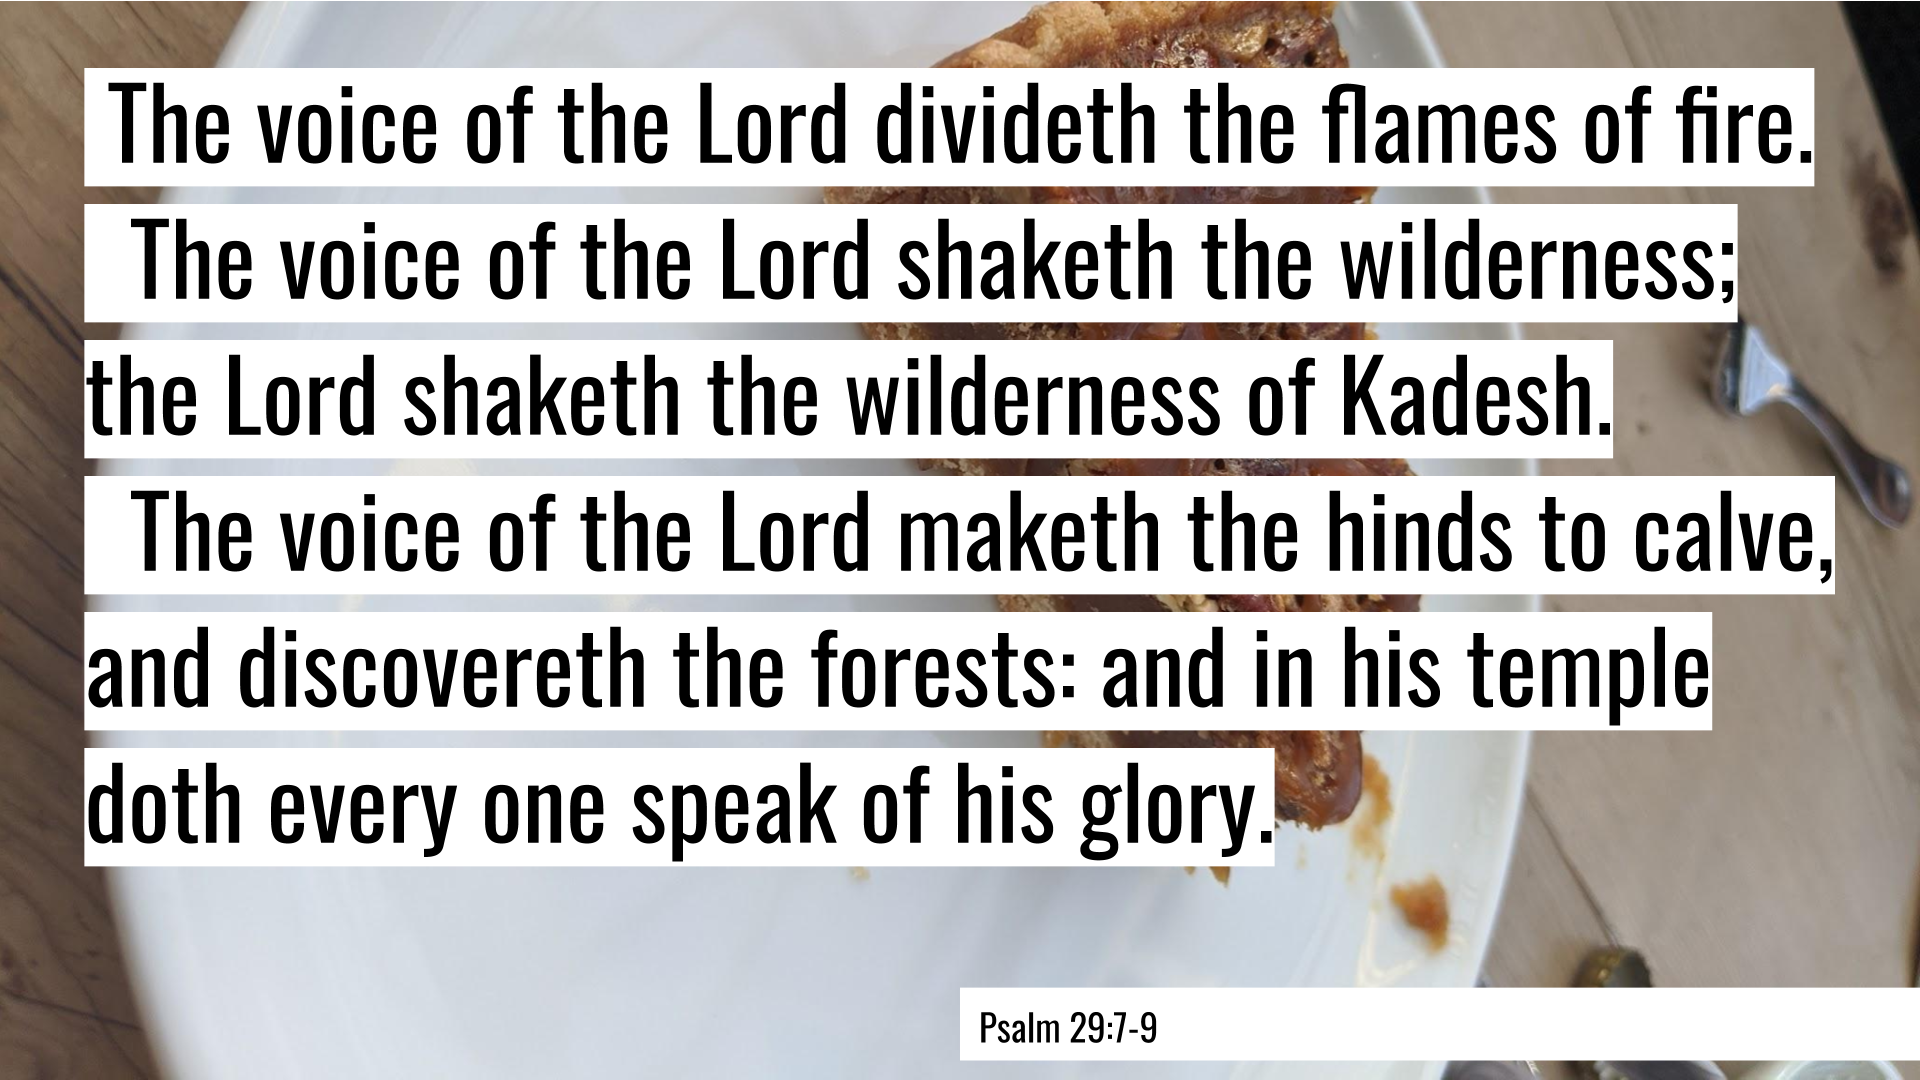 The voice of the Lord divideth the flames of fire.
The voice of the Lord shaketh the wilderness;
the Lord shaketh the wilderness of Kadesh.
The voice of the Lord maketh the hinds to calve,
and discovereth the forests: and in his temple
doth every one speak of his glory.
Psalm 29:7-9